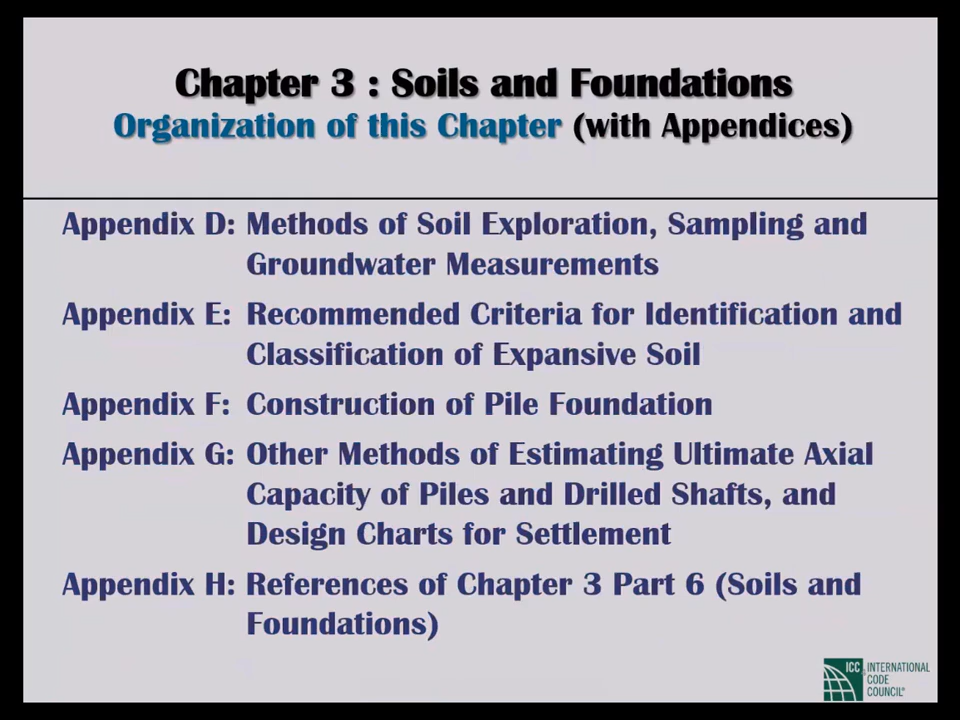 Chapter 3 : Soils and Foundations
Organization of this Chapter (with Appendices)
Appendix D: Methods of Soil Exploration, Sampling and
Groundwater Measurements
Appendix E: Recommended Criteria for Identification and
Classification of Expansive Soil
Appendix F: Construction of Pile Foundation
Appendix G: Other Methods of Estimating Ultimate Axial
Capacity of Piles and Drilled Shafts, and
Design Charts for Settlement
Appendix H: References of Chapter 3 Part 6 (Soils and
Foundations)
ICC INTERNATIONAL
CODE
COUNCIL®